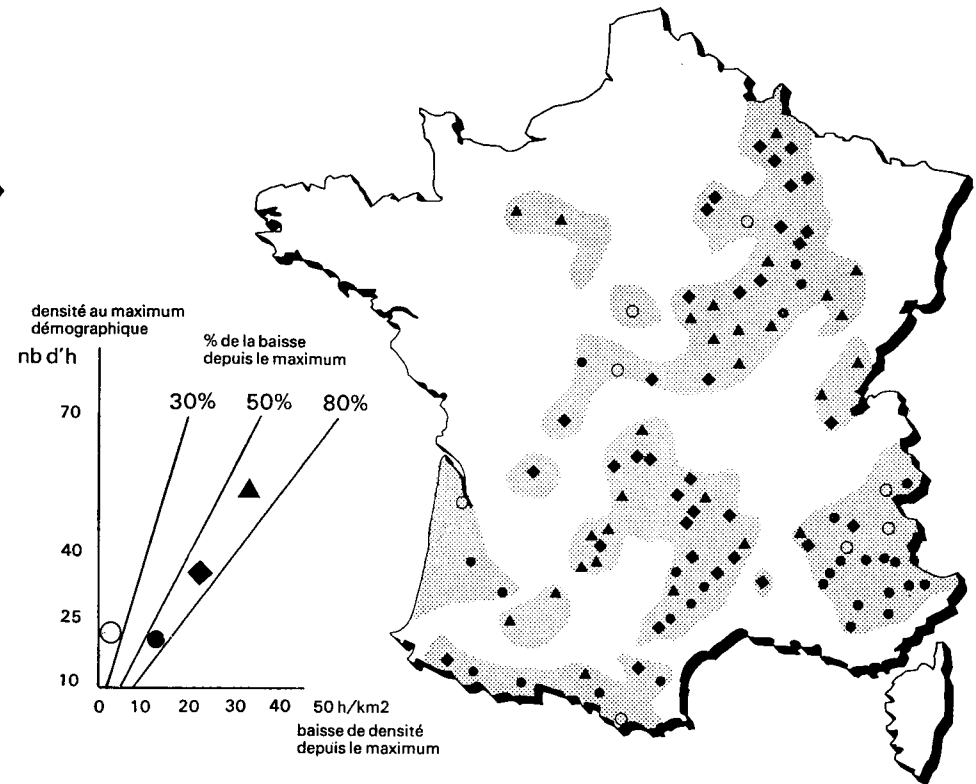 densité au maximum
démographique
nb d'h
% de la baisse
depuis le maximum
30% 50% 80%
70
40
25
10
0 10 20 30 40 50 h/km2
baisse de densité
depuis le maximum